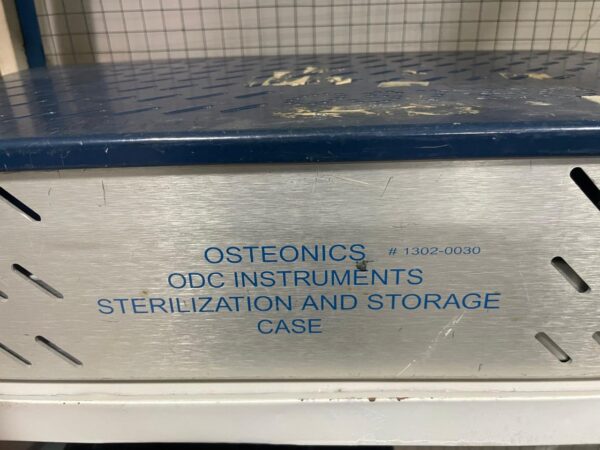 OSTEONICS # 1302-0030
ODC INSTRUMENTS
STERILIZATION AND STORAGE
CASE